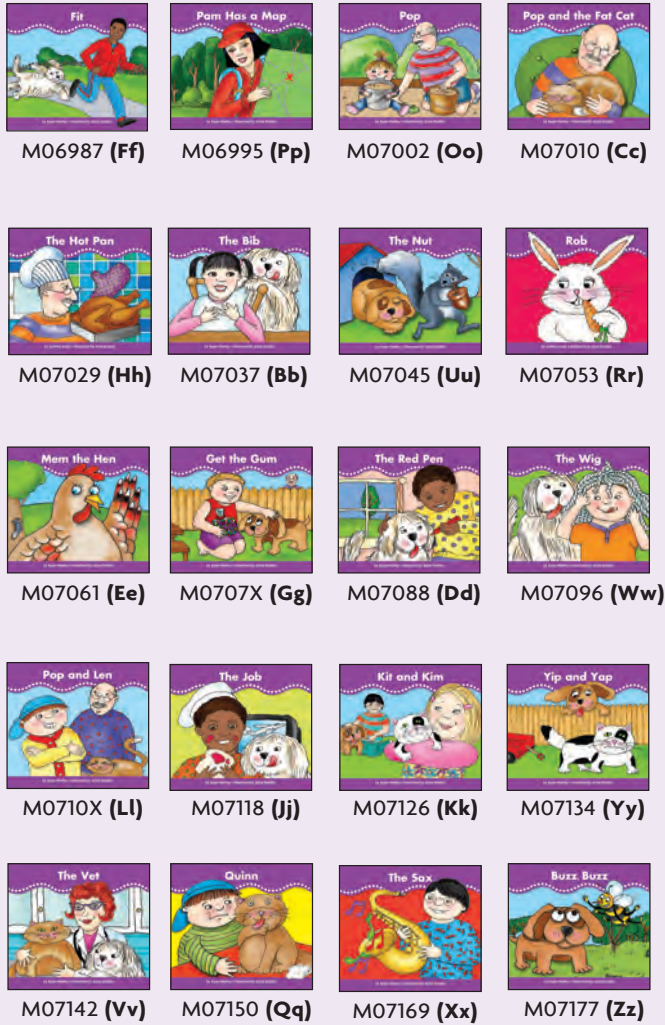 Fit
Pam Has a Map
Pop
Pop and the Fat Cat
M06987 (Ff)
M06995 (Pp)
M07002 (Oo)
M07010 (Cc)
The Hot Pan
The Bib
The Nut
Rob
M07029 (Hh)
M07037 (Bb)
M07045 (Uu)
M07053 (Rr)
Mem the Hen
Get the Gum
The Red Pen
The Wig
M07061 (Ee)
M0707X (Gg)
M07088 (Dd)
M07096 (Ww)
Pop and Len
The Job
Kit and Kim
Yip and Yap
M0710X (Ll)
M07118 (Jj)
M07126 (Kk)
M07134 (Yy)
The Vet
Quinn
The Sax
Buzz, Buzz
M07142 (Vv)
M07150 (Qq)
M07169 (Xx)
M07177 (Zz)